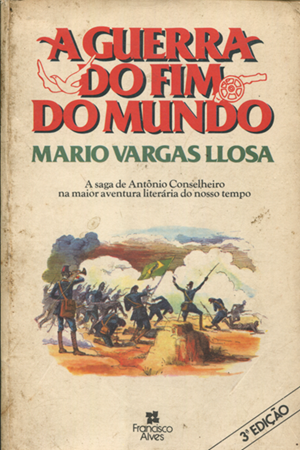 A GUERRA
DO FIM
DO MUNDO
MARIO VARGAS LLOSA
A saga de Antônio Conselheiro
na maior aventura literária do nosso tempo
Francisco
Alves
3ª EDIÇÃO